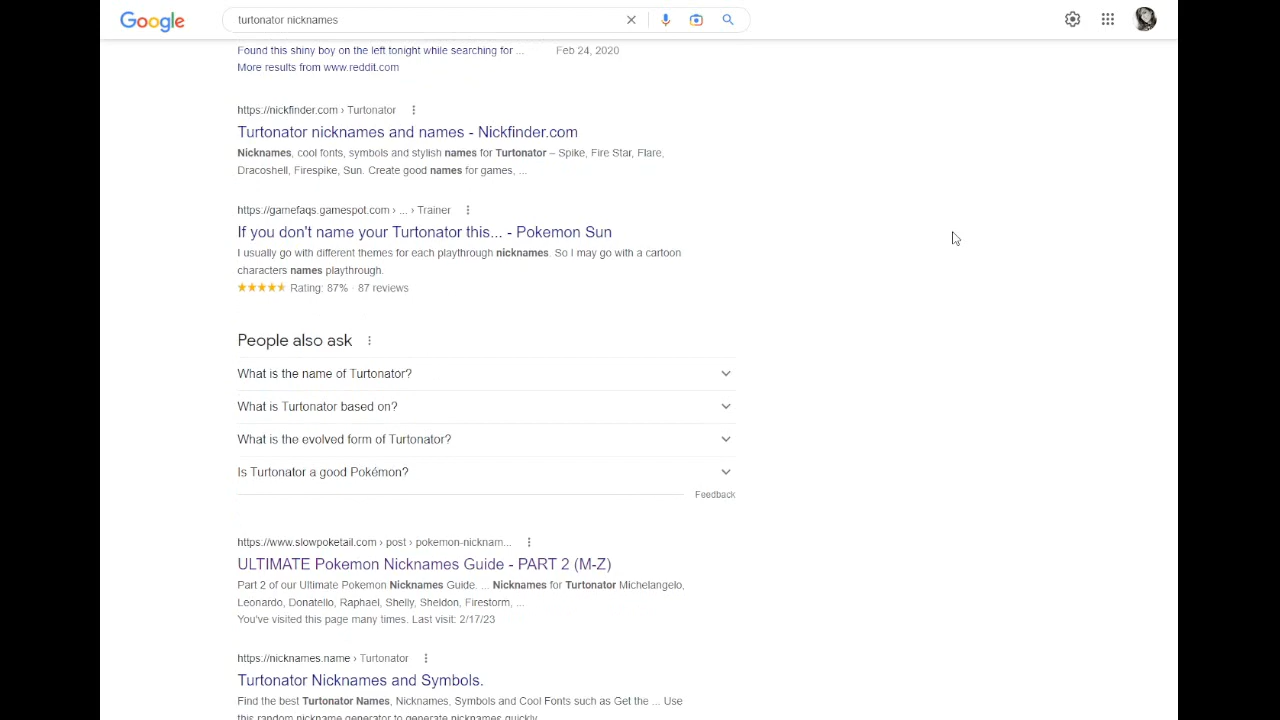 Google
turtonator nicknames
Found this shiny boy on the left tonight while searching for ... Feb 24, 2020
More results from www.reddit.com
https://nickfinder.com › Turtonator
Turtonator nicknames and names - Nickfinder.com
Nicknames, cool fonts, symbols and stylish names for Turtonator – Spike, Fire Star, Flare,
Dracoshell, Firespike, Sun. Create good names for games, ...
https://gamefaqs.gamespot.com › ... › Trainer
If you don't name your Turtonator this... - Pokemon Sun
I usually go with different themes for each playthrough nicknames. So I may go with a cartoon
characters names playthrough.
Rating: 87% · 87 reviews
People also ask
What is the name of Turtonator?
What is Turtonator based on?
What is the evolved form of Turtonator?
Is Turtonator a good Pokémon?
Feedback
https://www.slowpoketail.com › post › pokemon-nicknam...
ULTIMATE Pokemon Nicknames Guide - PART 2 (M-Z)
Part 2 of our Ultimate Pokemon Nicknames Guide. ... Nicknames for Turtonator Michelangelo,
Leonardo, Donatello, Raphael, Shelly, Sheldon, Firestorm, ...
You've visited this page many times. Last visit: 2/17/23
https://nicknames.name › Turtonator
Turtonator Nicknames and Symbols.
Find the best Turtonator Names, Nicknames, Symbols and Cool Fonts such as Get the ... Use
this random nickname generator to generate nicknames quickly.